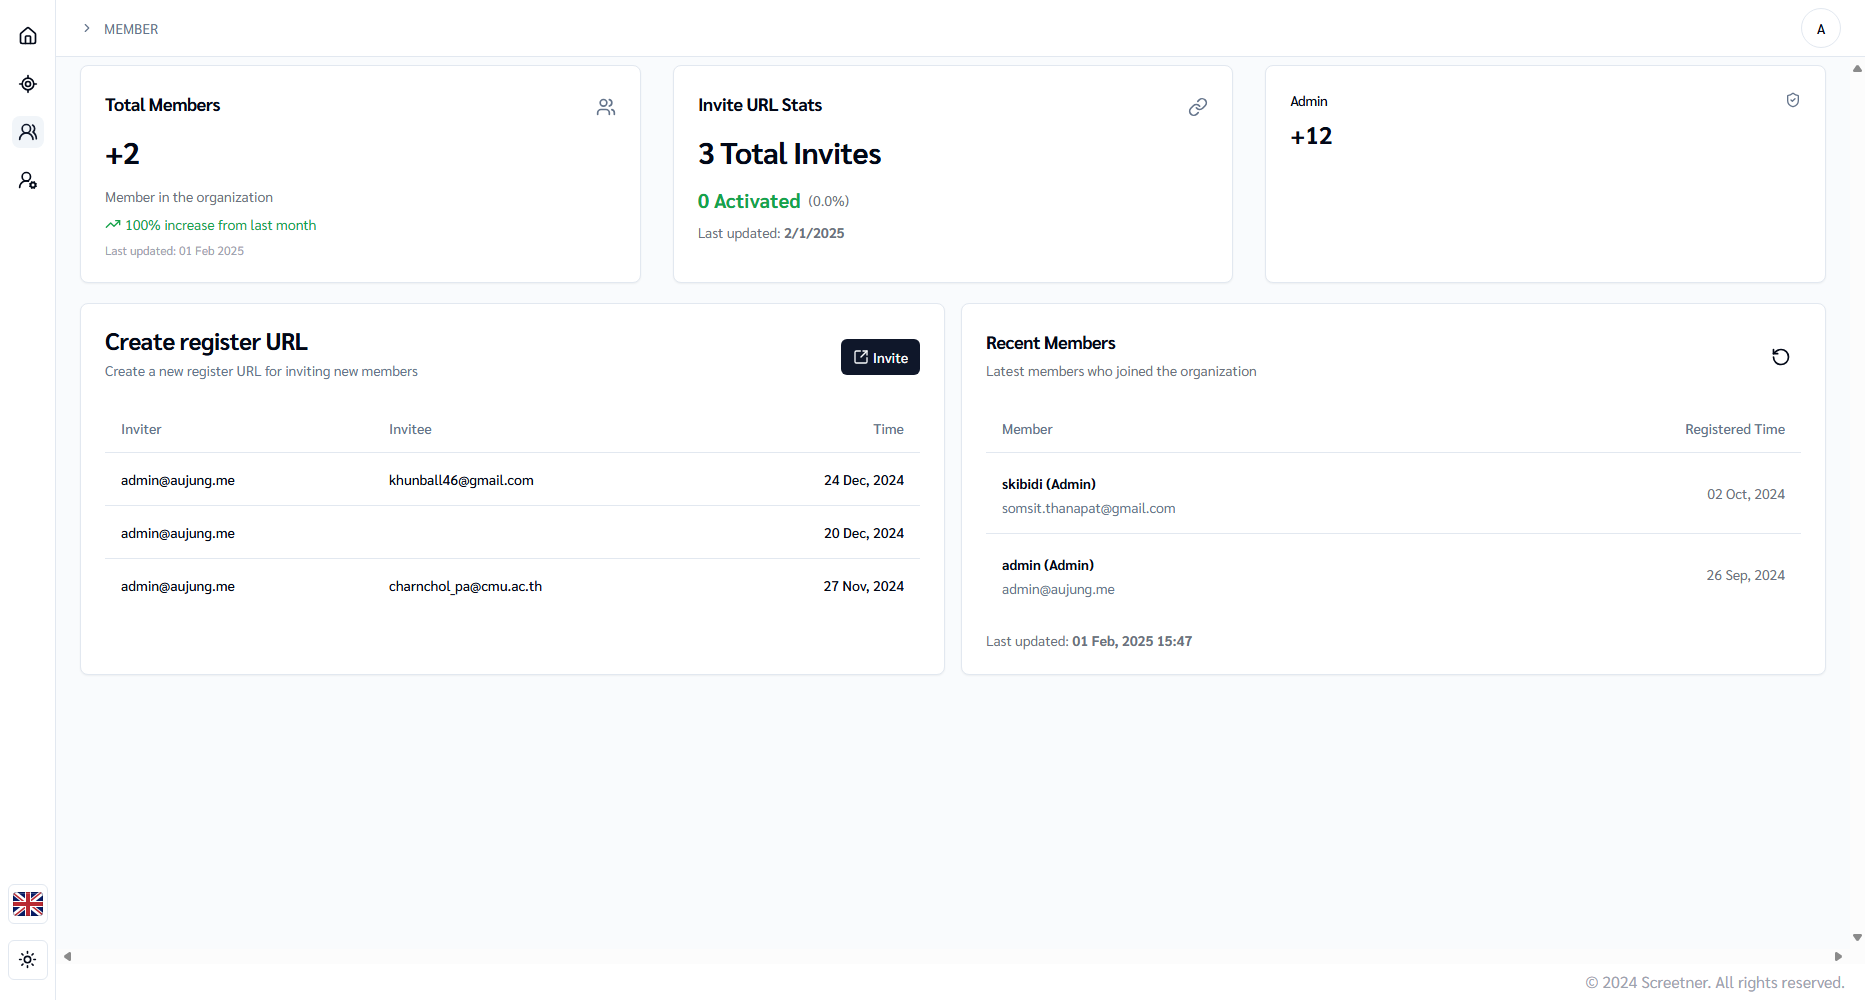 MEMBER
A
Total Members
+2
Member in the organization
100% increase from last month
Last updated: 01 Feb 2025
Invite URL Stats
3 Total Invites
0 Activated (0.0%)
Last updated: 2/1/2025
Admin
+12
Create register URL
Create a new register URL for inviting new members
Invite
Inviter Invitee Time
admin@aujung.me khunball46@gmail.com 24 Dec, 2024
admin@aujung.me 20 Dec, 2024
admin@aujung.me charnchol_pa@cmu.ac.th 27 Nov, 2024
Recent Members
Latest members who joined the organization
Member Registered Time
skibidi (Admin)
somsit.thanapat@gmail.com 02 Oct, 2024
admin (Admin)
admin@aujung.me 26 Sep, 2024
Last updated: 01 Feb, 2025 15:47
© 2024 Screetner. All rights reserved.